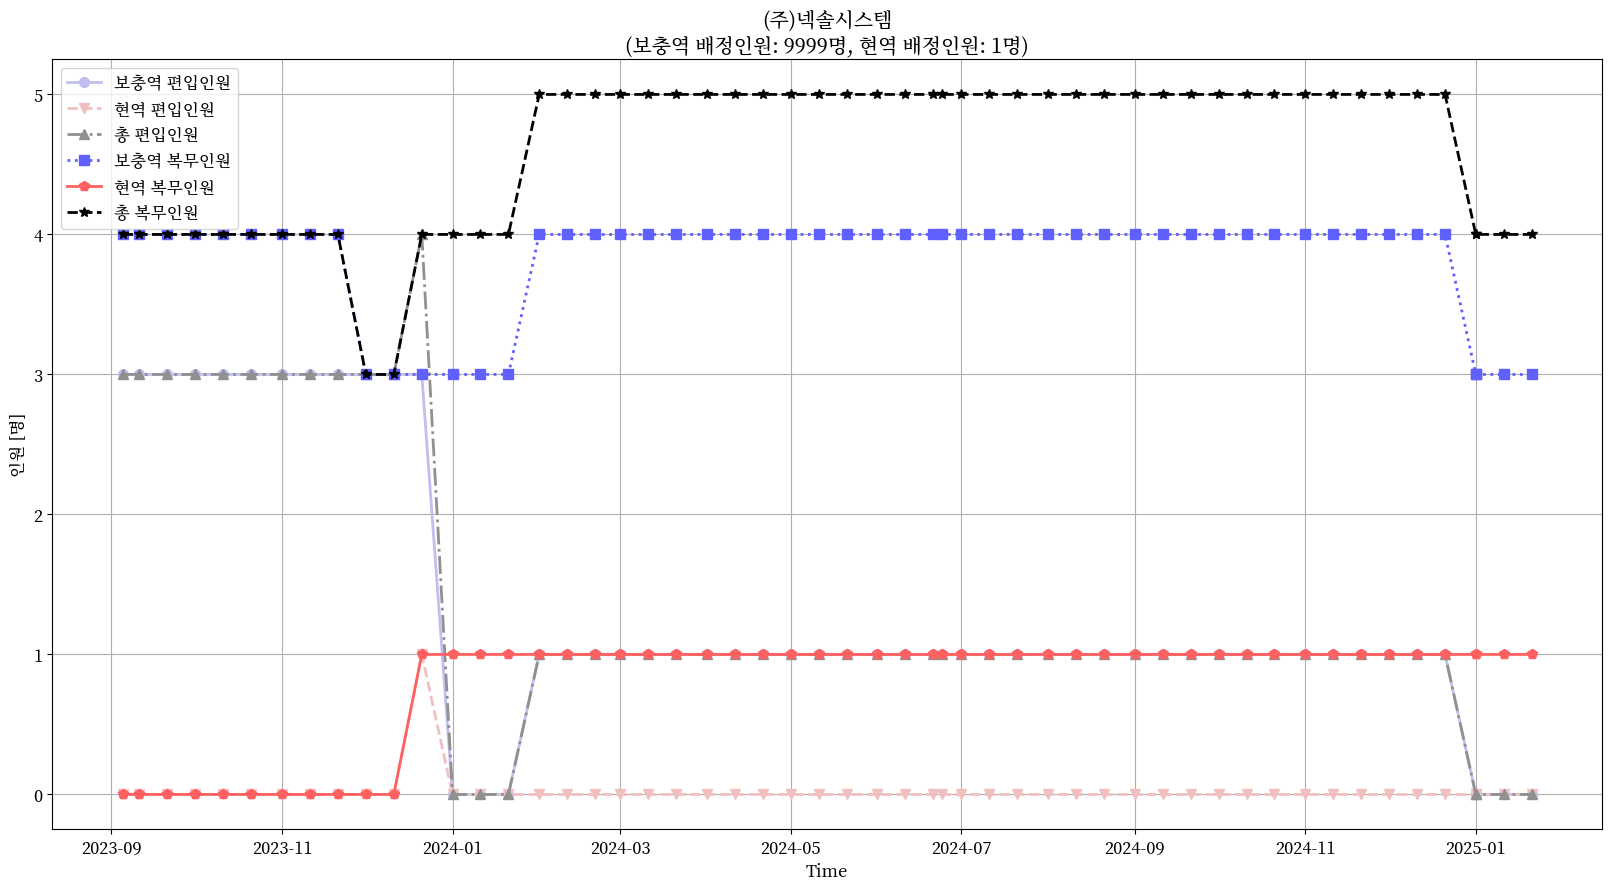 (주)넥솔시스템
(보충역 배정인원: 9999명, 현역 배정인원: 1명)
보충역 편입인원
현역 편입인원
총 편입인원
보충역 복무인원
현역 복무인원
총 복무인원
인원 [명]
5
4
3
2
1
0
2023-09
2023-11
2024-01
2024-03
2024-05
2024-07
2024-09
2024-11
2025-01
Time